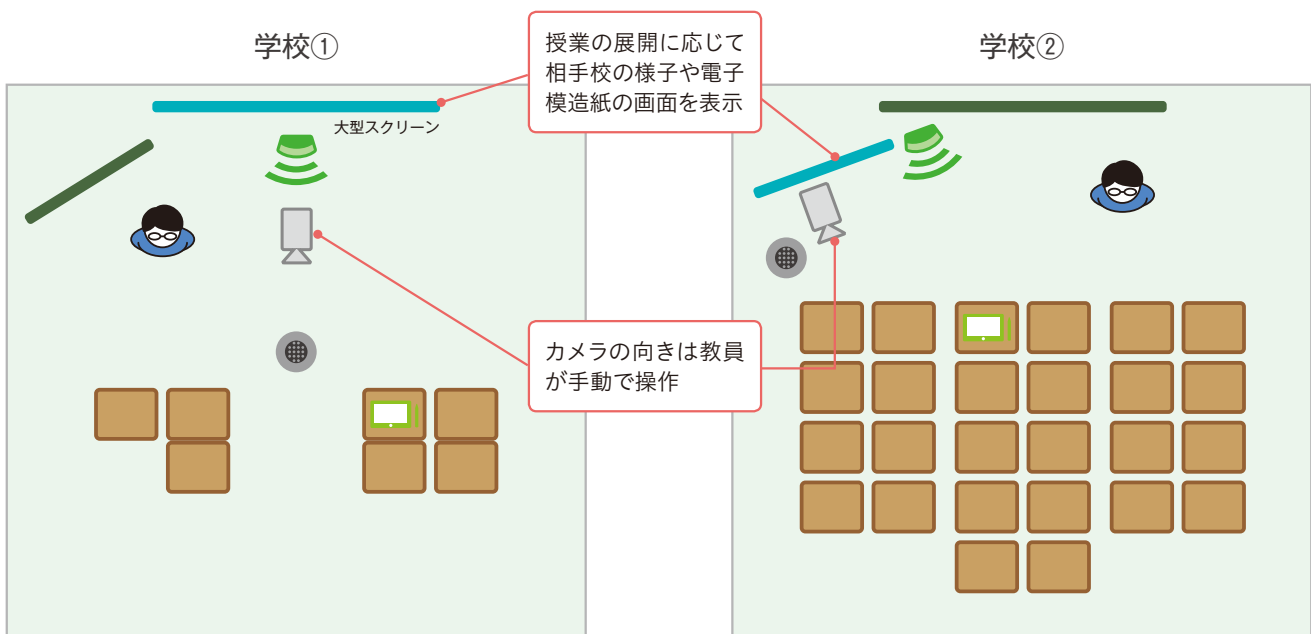 学校①
授業の展開に応じて
相手校の様子や電子
模造紙の画面を表示
学校②
大型スクリーン
カメラの向きは教員
が手動で操作